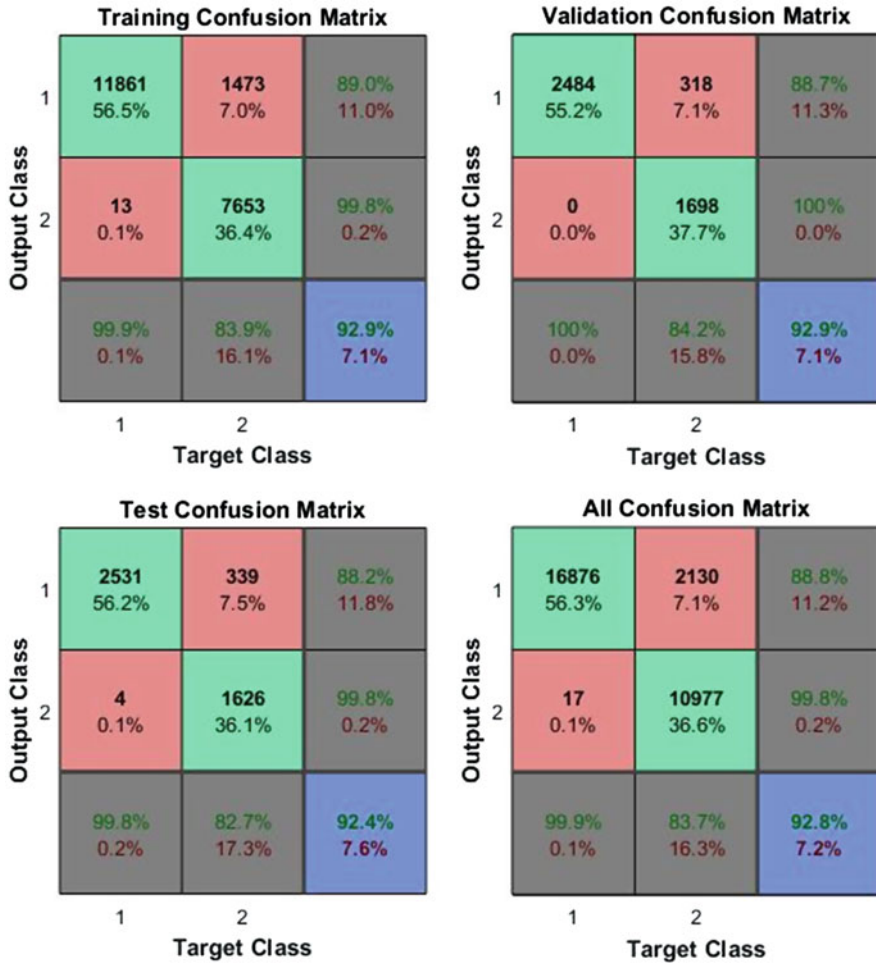 Training Confusion Matrix
Output Class
1
11861 1473 89.0%
56.5% 7.0% 11.0%
2
13 7653 99.8%
0.1% 36.4% 0.2%
99.9% 83.9% 92.9%
0.1% 16.1% 7.1%
1 2
Target Class
Validation Confusion Matrix
Output Class
1
2484 318 88.7%
55.2% 7.1% 11.3%
2
0 1698 100%
0.0% 37.7% 0.0%
100% 84.2% 92.9%
0.0% 15.8% 7.1%
1 2
Target Class
Test Confusion Matrix
Output Class
1
2531 339 88.2%
56.2% 7.5% 11.8%
2
4 1626 99.8%
0.1% 36.1% 0.2%
99.8% 82.7% 92.4%
0.2% 17.3% 7.6%
1 2
Target Class
All Confusion Matrix
Output Class
1
16876 2130 88.8%
56.3% 7.1% 11.2%
2
17 10977 99.8%
0.1% 36.6% 0.2%
99.9% 83.7% 92.8%
0.1% 16.3% 7.2%
1 2
Target Class